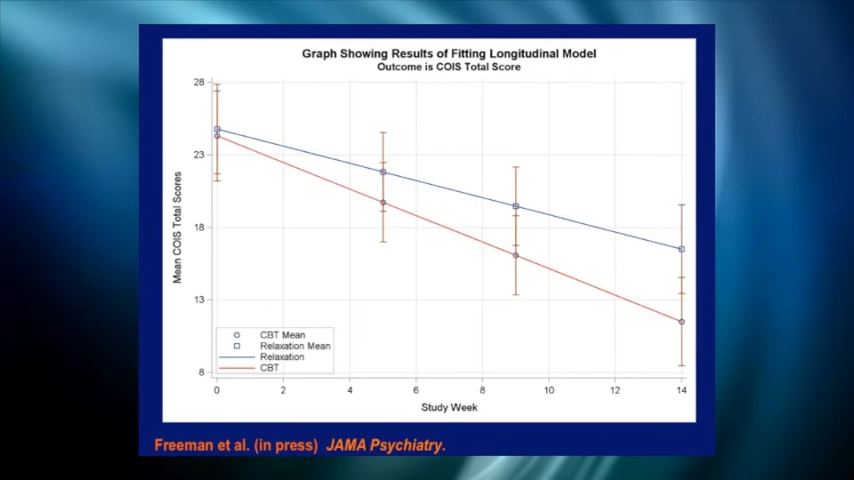 Graph Showing Results of Fitting Longitudinal Model
Outcome is COIS Total Score
28
23
18
13
8
Mean COIS Total Scores
CBT Mean
Relaxation Mean
Relaxation
CBT
0 2 4 6 8 10 12 14
Study Week
Freeman et al. (in press) JAMA Psychiatry.